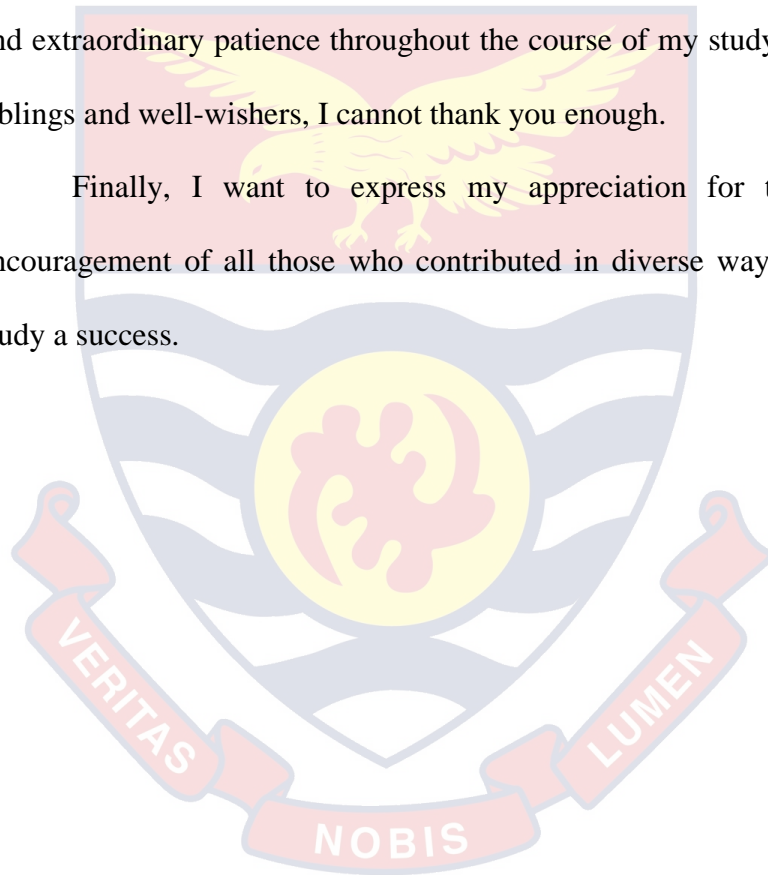 nd extraordinary patience throughout the course of my study
blings and well-wishers, I cannot thank you enough.
Finally, I want to express my appreciation for t
ncouragement of all those who contributed in diverse way
udy a success.
VERITAS
NOBIS
LUMEN